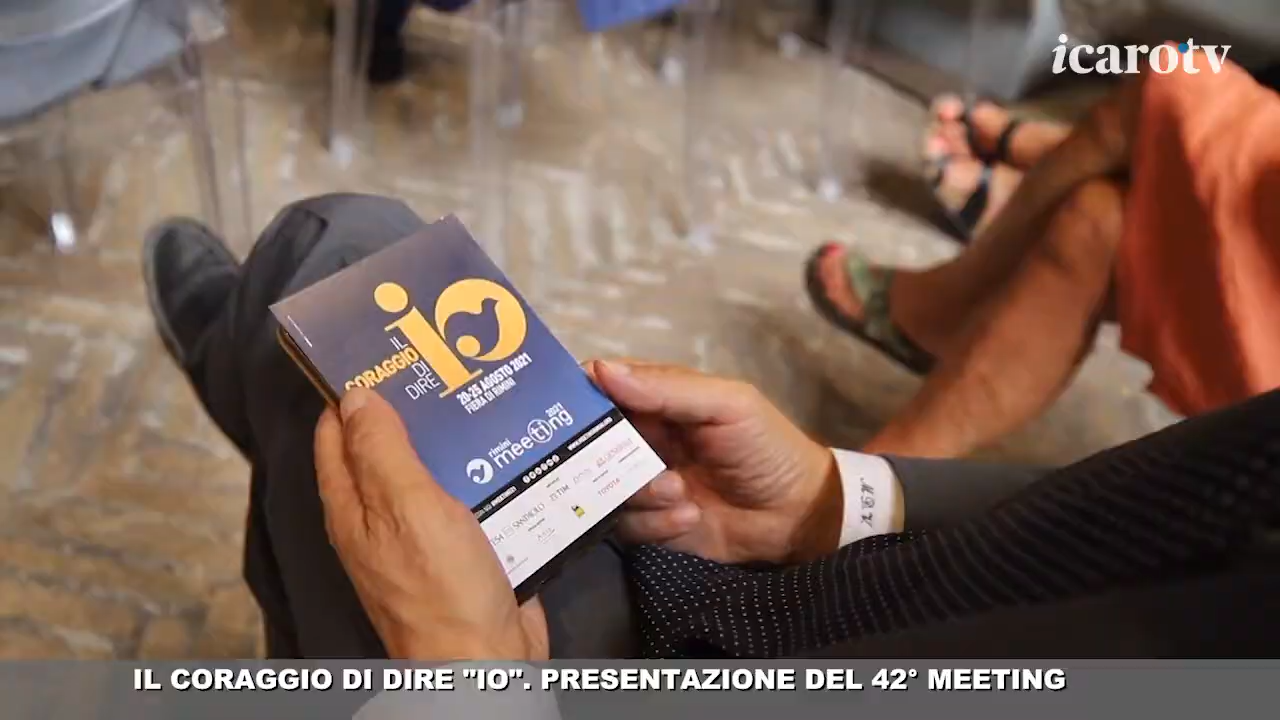 icarotv
io
IL
CORAGGIO
DI
DIRE
20-25 AGOSTO 2021
FIERA DI RIMINI
rimini
meeting
2021
SANPAOLO
TIM
TOYOTA
IL CORAGGIO DI DIRE "IO". PRESENTAZIONE DEL 42° MEETING